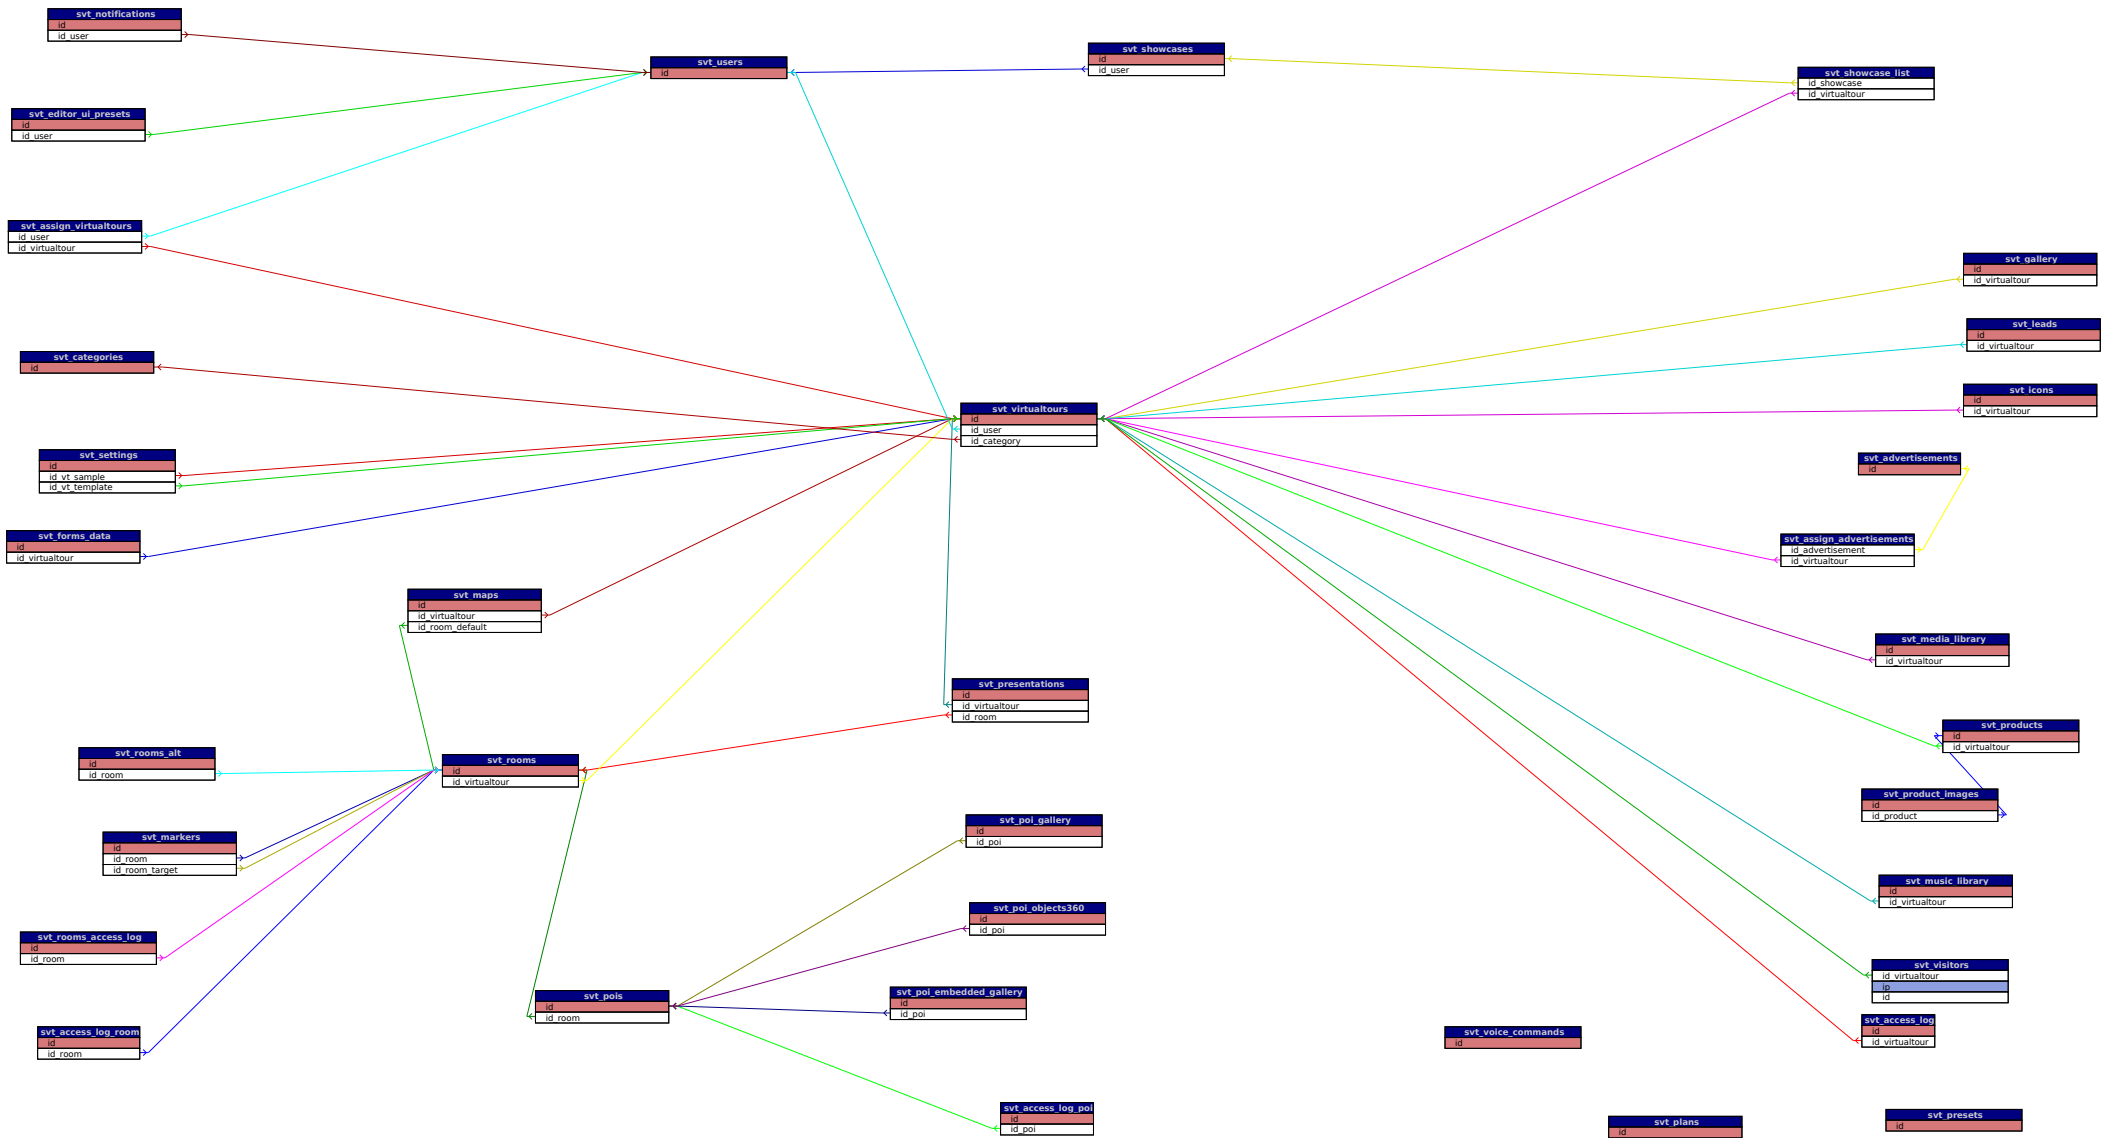 svt_notifications
id
id_user
svt_users
id
svt_showcases
id
id_user
svt_showcase_list
id_showcase
id_virtualtour
svt_editor_ui_presets
id
id_user
svt_assign_virtualtours
id_user
id_virtualtour
svt_gallery
id
id_virtualtour
svt_leads
id
id_virtualtour
svt_categories
id
svt_icons
id
id_virtualtour
svt_virtualtours
id
id_user
id_category
svt_settings
id
id_vt_sample
id_vt_template
svt_advertisements
id
svt_forms_data
id
id_virtualtour
svt_assign_advertisements
id_advertisement
id_virtualtour
svt_maps
id
id_virtualtour
id_room_default
svt_media_library
id
id_virtualtour
svt_presentations
id
id_virtualtour
id_room
svt_products
id
id_virtualtour
svt_rooms_alt
id
id_room
svt_rooms
id
id_virtualtour
svt_product_images
id
id_product
svt_poi_gallery
id
id_poi
svt_markers
id
id_room
id_room_target
svt_music_library
id
id_virtualtour
svt_poi_objects360
id
id_poi
svt_rooms_access_log
id
id_room
svt_visitors
id_virtualtour
ip
id
svt_poi_embedded_gallery
id
id_poi
svt_pois
id
id_room
svt_access_log
id
id_virtualtour
svt_access_log_room
id
id_room
svt_voice_commands
id
svt_access_log_poi
id
id_poi
svt_presets
id
svt_plans
id